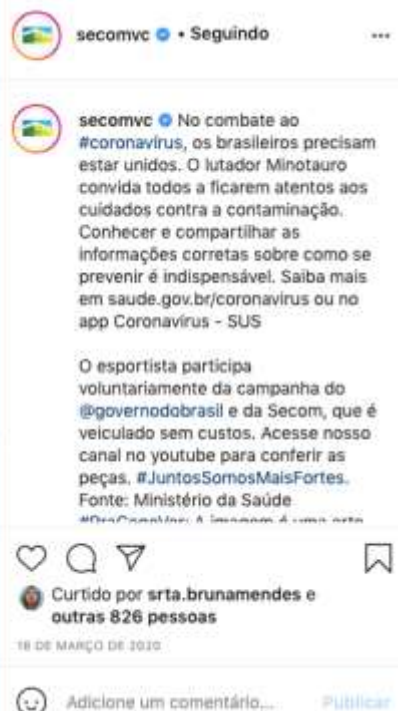 secomvc • Seguindo
secomvc No combate ao
#coronavirus, os brasileiros precisam
estar unidos. O lutador Minotauro
convida todos a ficarem atentos aos
cuidados contra a contaminação.
Conhecer e compartilhar as
informações corretas sobre como se
prevenir é indispensável. Saiba mais
em saude.gov.br/coronavirus ou no
app Coronavirus - SUS
O esportista participa
voluntariamente da campanha do
@governodobrasil e da Secom, que é
veiculado sem custos. Acesse nosso
canal no youtube para conferir as
peças. #JuntosSomosMaisFortes.
Fonte: Ministério da Saúde
#PraCegoVer: A imagem é uma arte
Curtido por srta.brunamendes e
outras 826 pessoas
18 DE MARÇO DE 2020
Adicione um comentário... Publicar